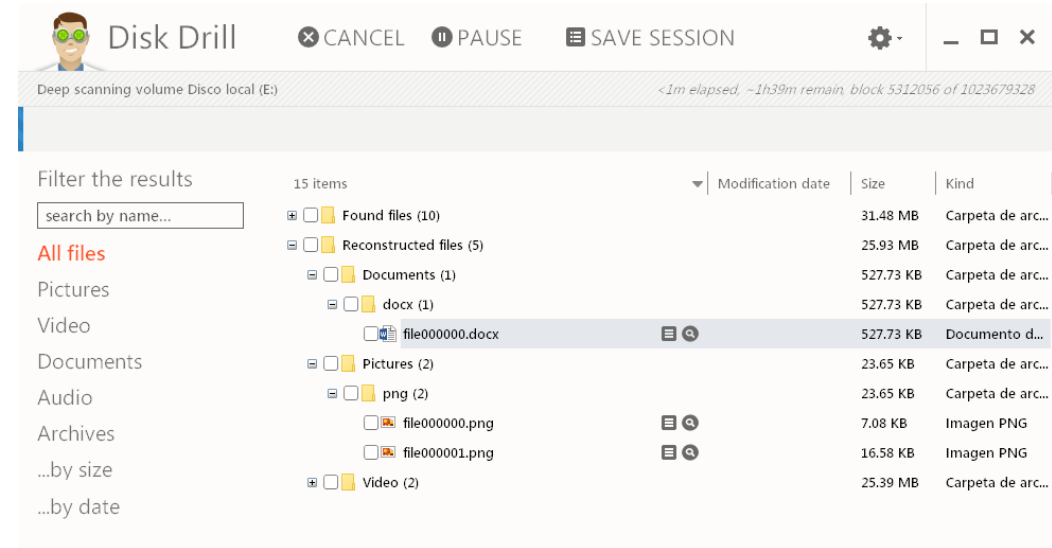 Disk Drill CANCEL PAUSE SAVE SESSION
Deep scanning volume Disco local (E:) <1m elapsed, ~1h39m remain, block 5312056 of 1023679328
Filter the results
search by name...
All files
Pictures
Video
Documents
Audio
Archives
...by size
...by date
15 items Modification date Size Kind
Found files (10) 31.48 MB Carpeta de arc...
Reconstructed files (5) 25.93 MB Carpeta de arc...
Documents (1) 527.73 KB Carpeta de arc...
docx (1) 527.73 KB Carpeta de arc...
file000000.docx 527.73 KB Documento d...
Pictures (2) 23.65 KB Carpeta de arc...
png (2) 23.65 KB Carpeta de arc...
file000000.png 7.08 KB Imagen PNG
file000001.png 16.58 KB Imagen PNG
Video (2) 25.39 MB Carpeta de arc...